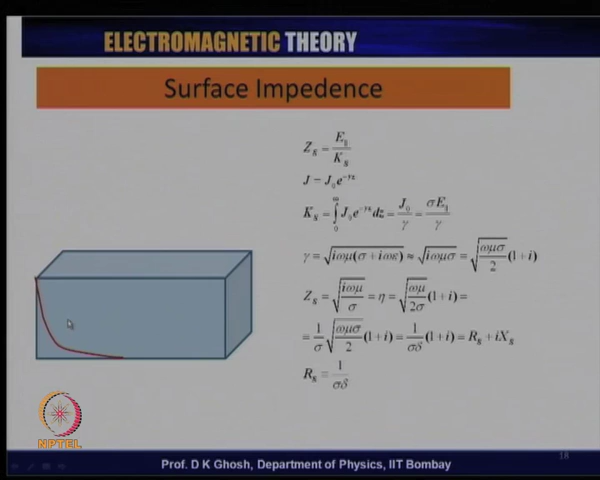 ELECTROMAGNETIC THEORY
Surface Impedence
Z_S = E_∥ / K_S
J = J_0 e^{-γz}
K_S = ∫_0^∞ J_0 e^{-γz} dz = J_0 / γ = σE_∥ / γ
γ = √(iωμ(σ + iωε)) ≈ √(iωμσ) = √(ωμσ / 2) (1 + i)
Z_S = √(iωμ / σ) = η = √(ωμ / 2σ) (1 + i) =
= 1/σ √(ωμσ / 2) (1 + i) = 1/σδ (1 + i) = R_S + iX_S
R_S = 1 / σδ
NPTEL
18
Prof. D K Ghosh, Department of Physics, IIT Bombay